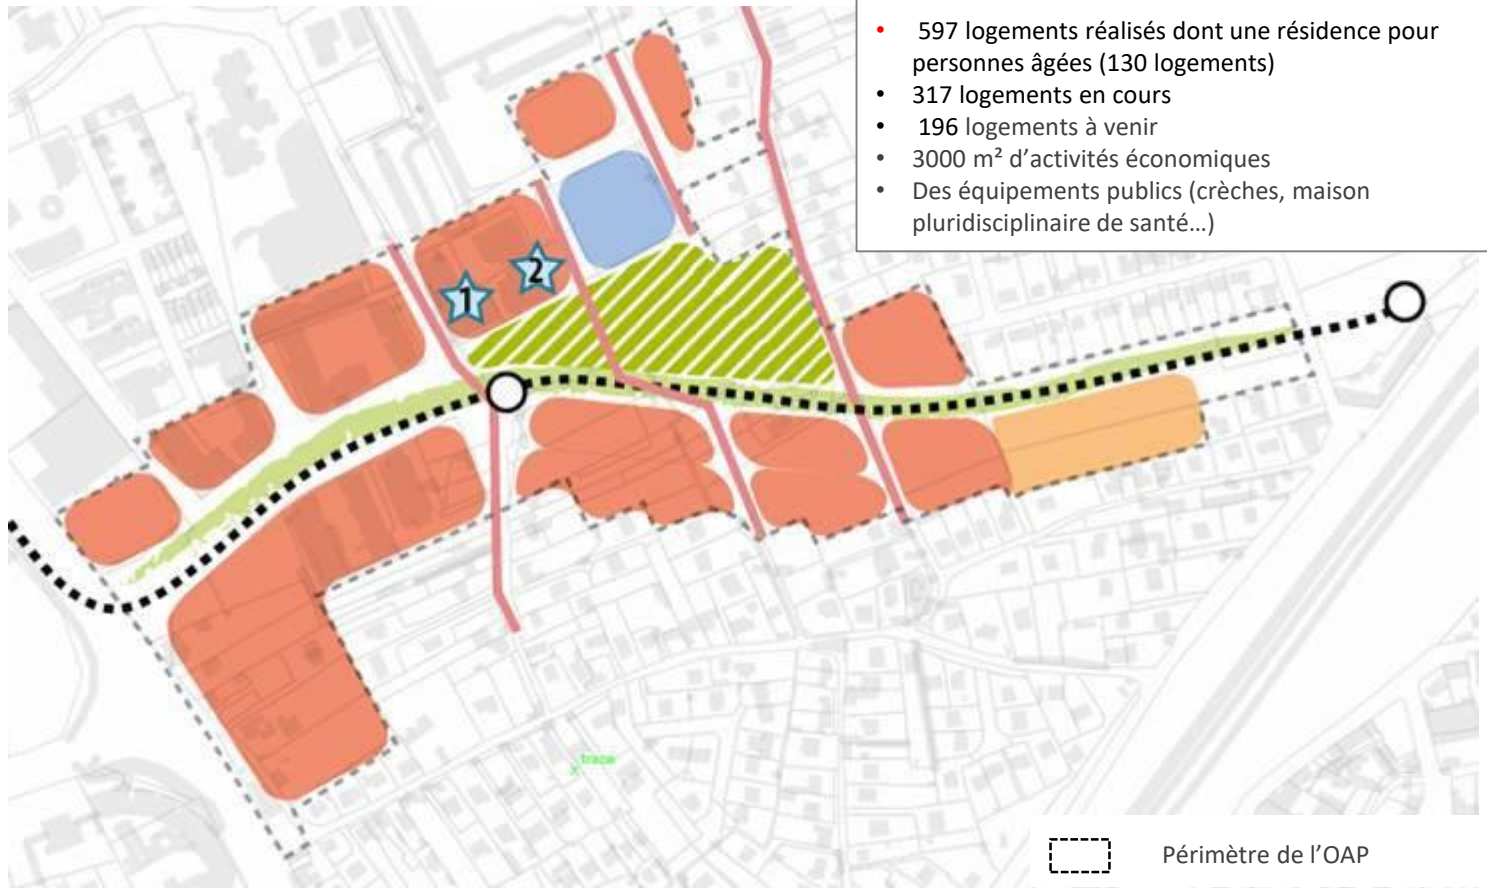 • 597 logements réalisés dont une résidence pour
personnes âgées (130 logements)
• 317 logements en cours
• 196 logements à venir
• 3000 m² d’activités économiques
• Des équipements publics (crèches, maison
pluridisciplinaire de santé…)
2
1
trace
Périmètre de l’OAP